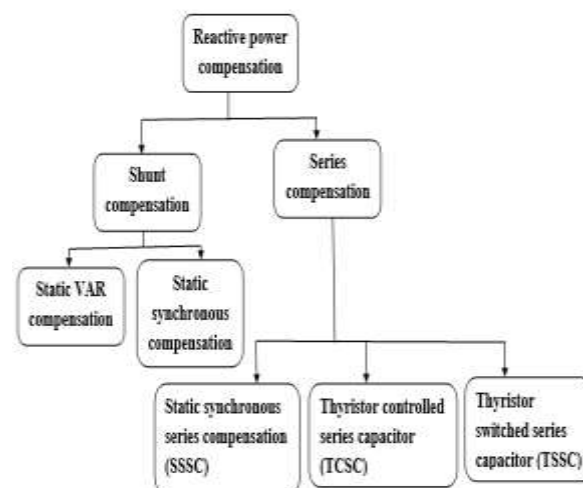 Reactive power
compensation
Shunt
compensation
Series
compensation
Static VAR
compensation
Static
synchronous
compensation
Static synchronous
series compensation
(SSSC)
Thyristor controlled
series capacitor
(TCSC)
Thyristor
switched series
capacitor (TSSC)